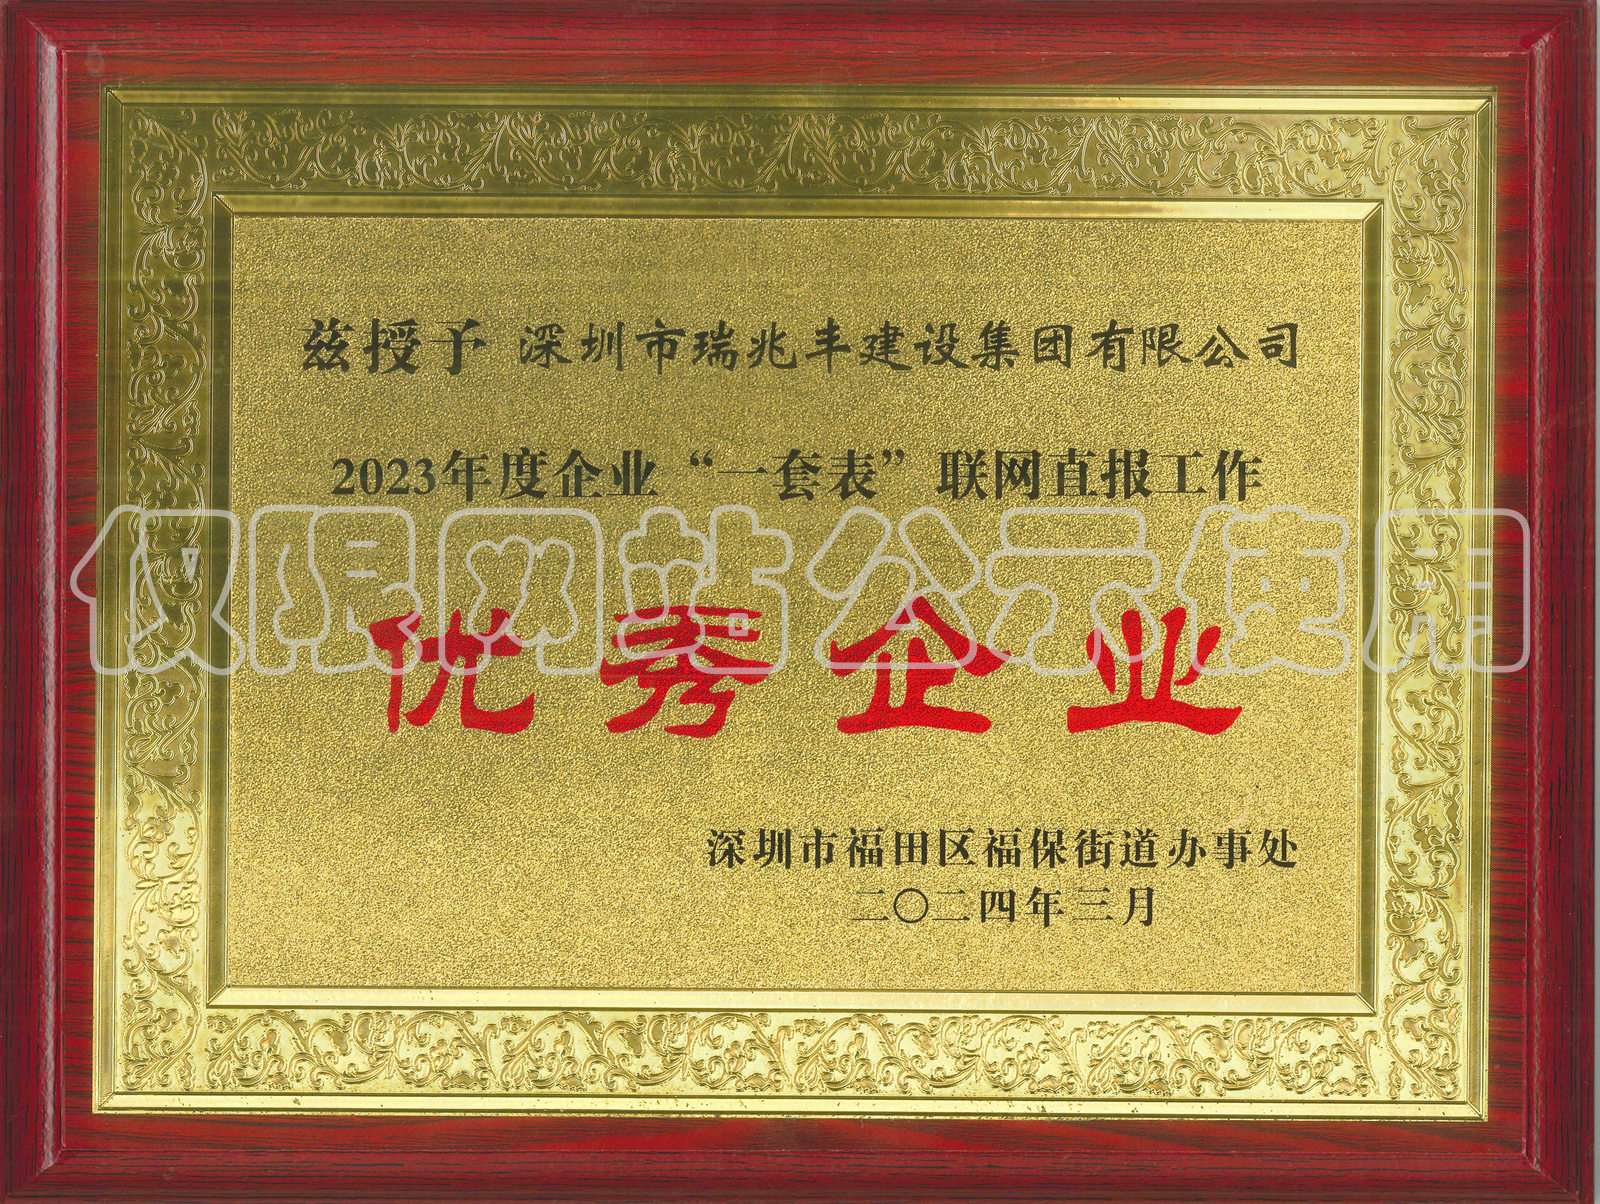 兹授予 深圳市瑞兆丰建设集团有限公司
2023年度企业“一套表”联网直报工作
仅限网站公示使用
优秀企业
深圳市福田区福保街道办事处
二〇二四年三月